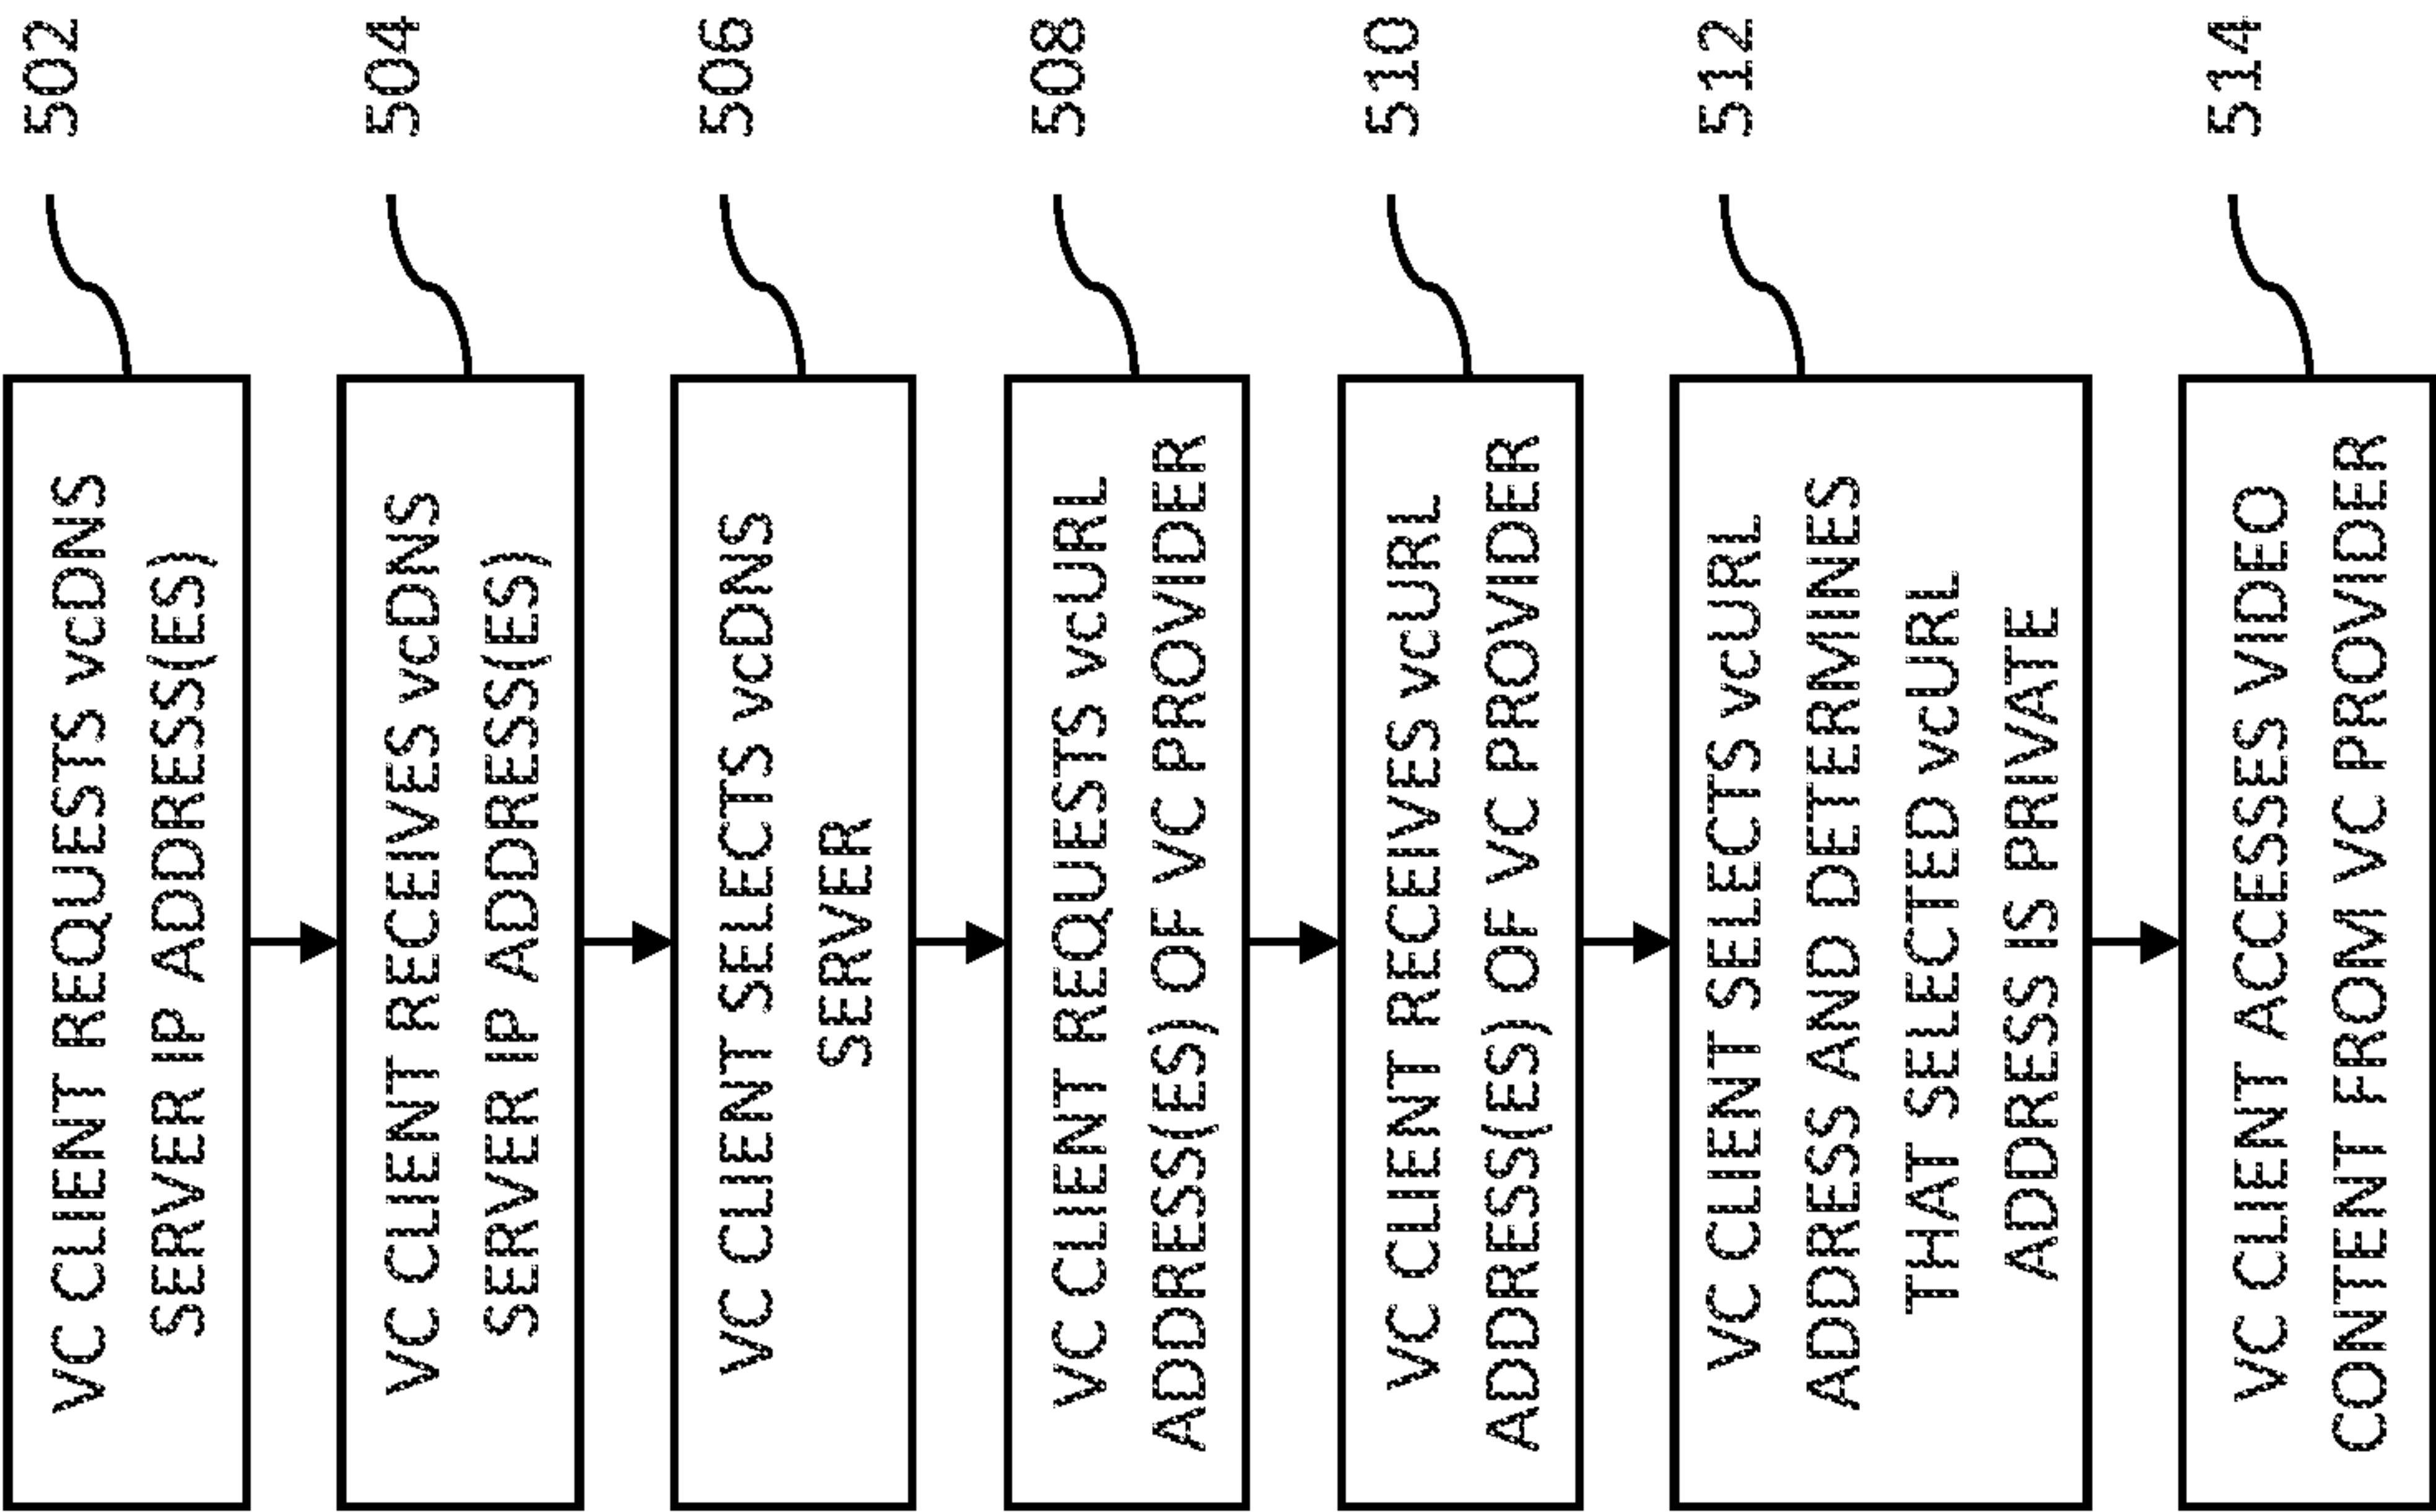 VC CLIENT REQUESTS vcDNS
SERVER IP ADDRESS(ES)
502
VC CLIENT RECEIVES vcDNS
SERVER IP ADDRESS(ES)
504
VC CLIENT SELECTS vcDNS
SERVER
506
VC CLIENT REQUESTS vcURL
ADDRESS(ES) OF VC PROVIDER
508
VC CLIENT RECEIVES vcURL
ADDRESS(ES) OF VC PROVIDER
510
VC CLIENT SELECTS vcURL
ADDRESS AND DETERMINES
THAT SELECTED vcURL
ADDRESS IS PRIVATE
512
VC CLIENT ACCESSES VIDEO
CONTENT FROM VC PROVIDER
514